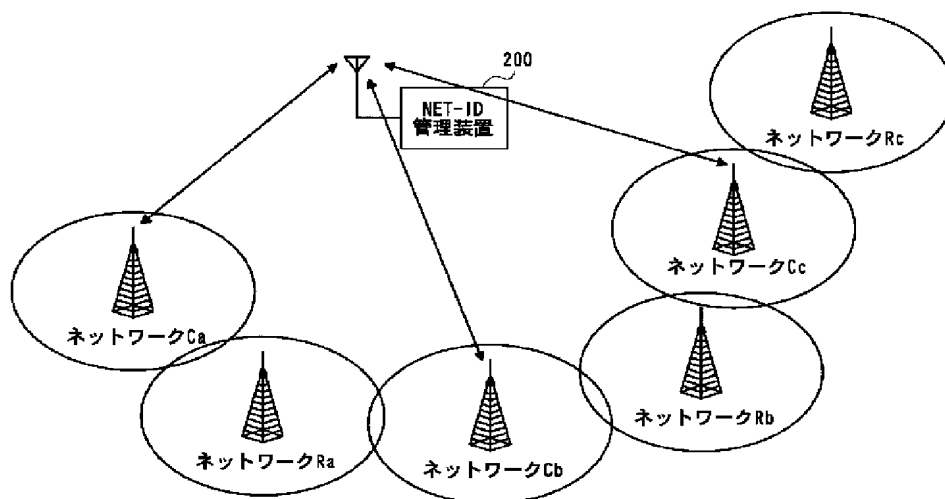 200
NET-ID
管理装置
ネットワークRc
ネットワークCc
ネットワークCa
ネットワークRb
ネットワークRa
ネットワークCb